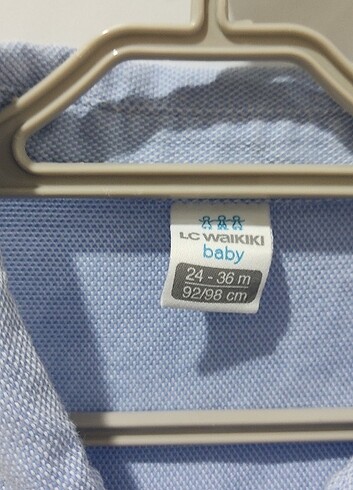 LC WAIKIKI
baby
24 - 36 m
92/98 cm